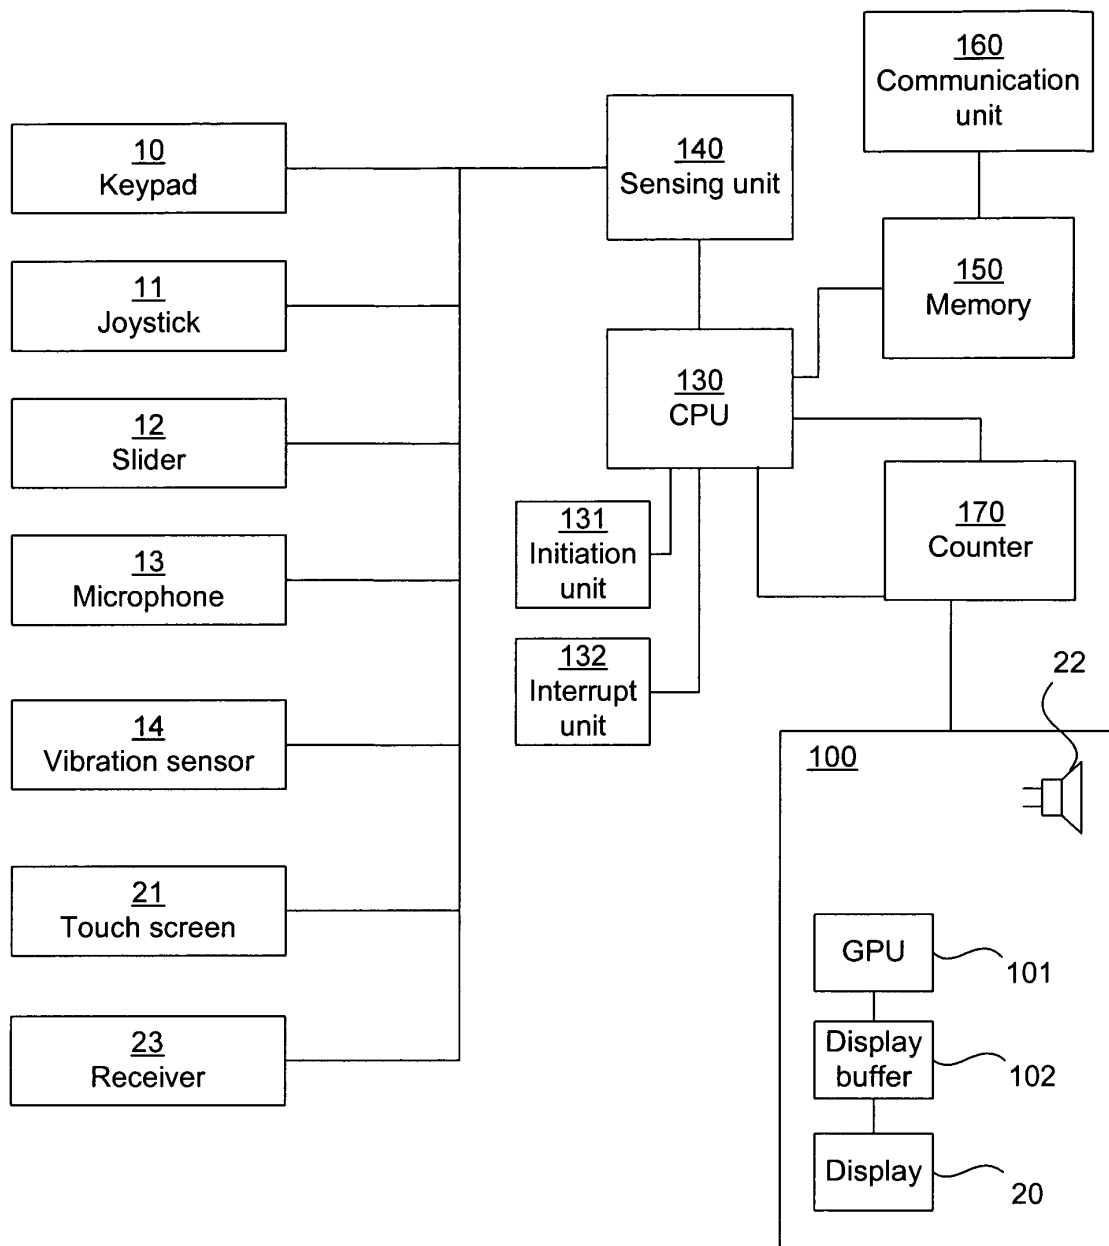 160
Communication
unit
10
Keypad
140
Sensing unit
11
Joystick
150
Memory
12
Slider
130
CPU
13
Microphone
131
Initiation
unit
170
Counter
132
Interrupt
unit
22
14
Vibration sensor
100
21
Touch screen
GPU
101
23
Receiver
Display
buffer
102
Display
20